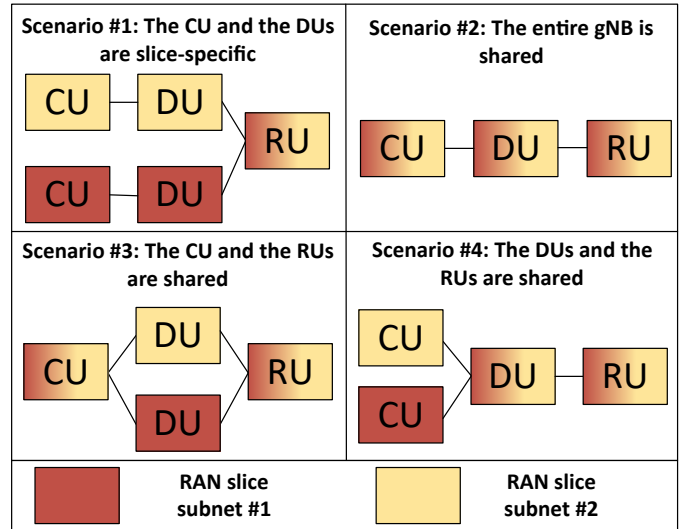 Scenario #1: The CU and the DUs
are slice-specific
CU
DU
RU
CU
DU
Scenario #2: The entire gNB is
shared
CU
DU
RU
Scenario #3: The CU and the RUs
are shared
DU
CU
RU
DU
Scenario #4: The DUs and the
RUs are shared
CU
DU
RU
CU
RAN slice
subnet #1
RAN slice
subnet #2